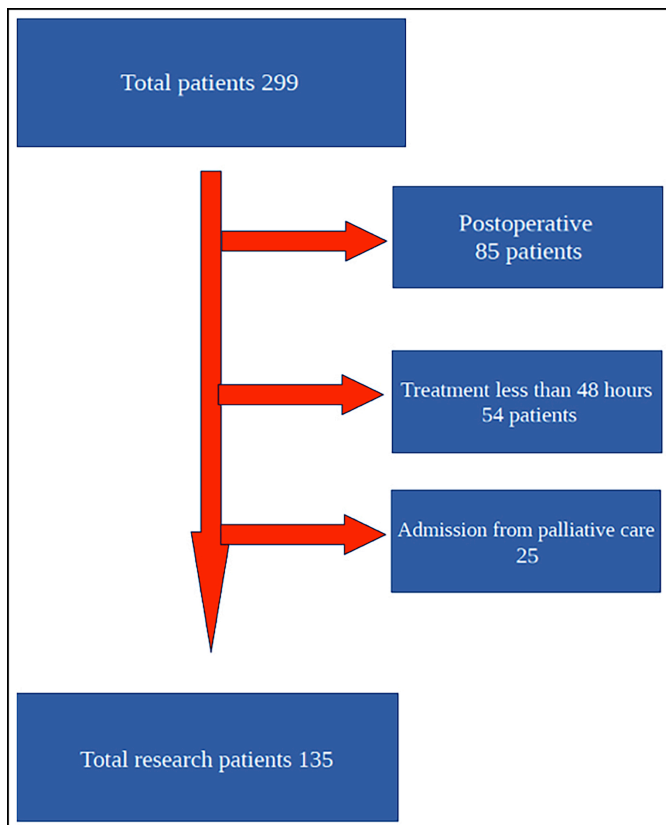 Total patients 299
Postoperative
85 patients
Treatment less than 48 hours
54 patients
Admission from palliative care
25
Total research patients 135